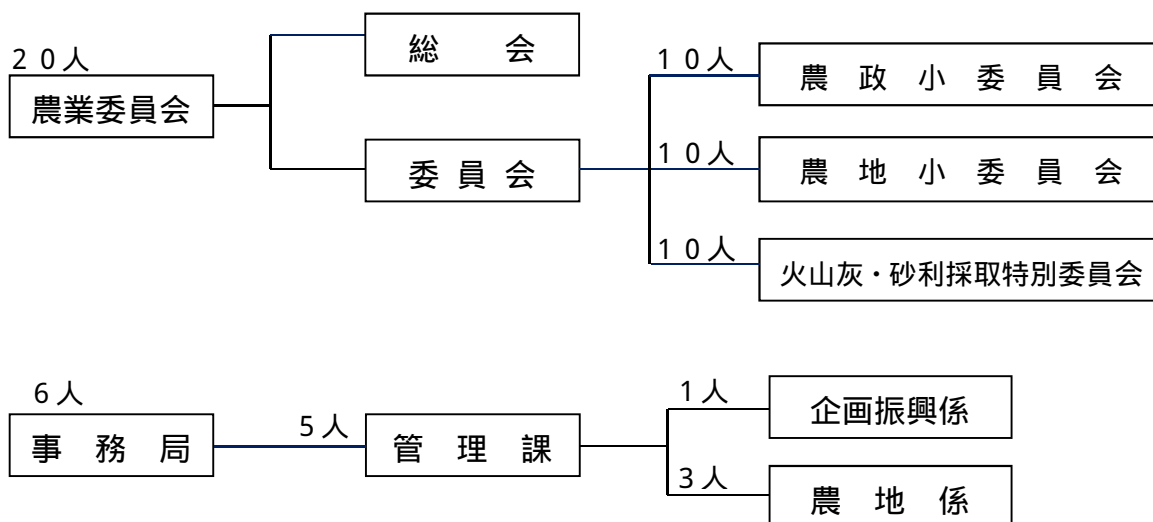 総 会
20人
10人
農業委員会
農 政 小 委 員 会
10人
委 員 会
農 地 小 委 員 会
10人
火山灰・砂利採取特別委員会
6人
1人
企画振興係
5人
事 務 局
管 理 課
3人
農 地 係